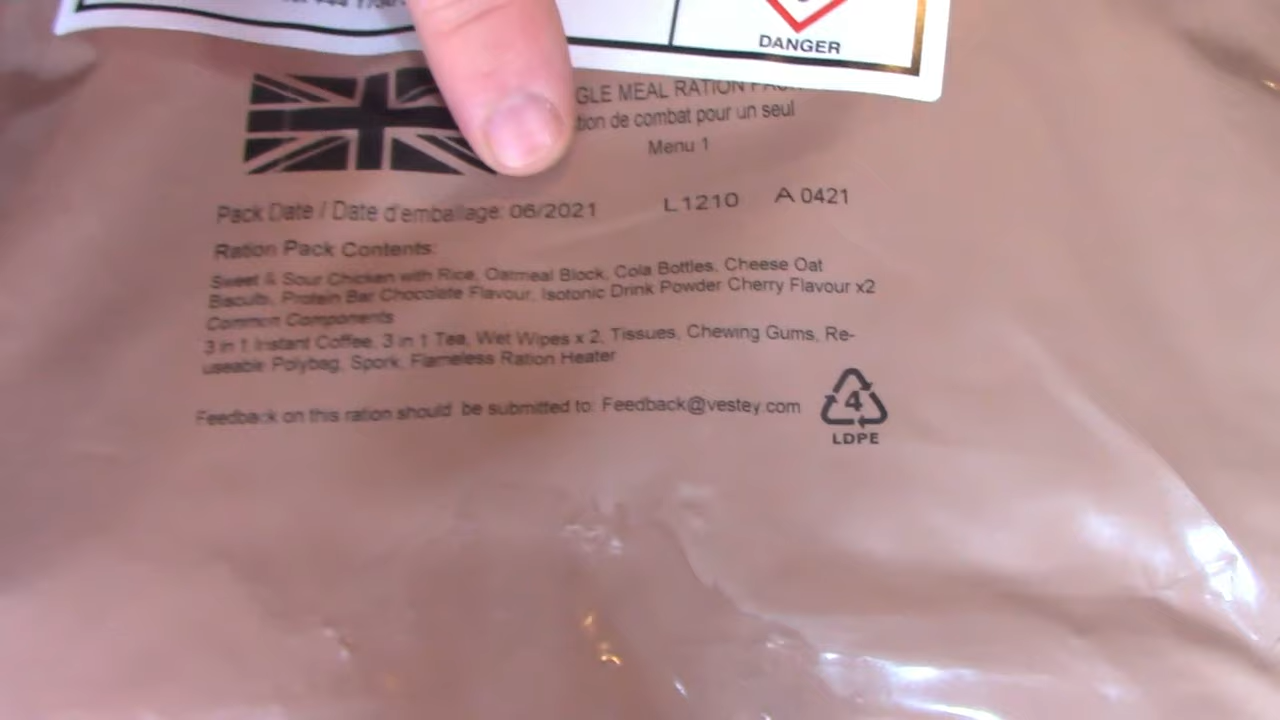 DANGER
GLE MEAL RATION
tion de combat pour un seul
Menu 1
Pack Date / Date d'emballage: 06/2021 L1210 A 0421
Ration Pack Contents:
Sweet & Sour Chicken with Rice, Oatmeal Block, Cola Bottles, Cheese Oat
Biscuits, Protein Bar Chocolate Flavour, Isotonic Drink Powder Cherry Flavour x2
Common Components
3 in 1 Instant Coffee, 3 in 1 Tea, Wet Wipes x 2, Tissues, Chewing Gums, Re-
useable Polybag, Spork, Flameless Ration Heater
Feedback on this ration should be submitted to: Feedback@vestey.com
4
LDPE